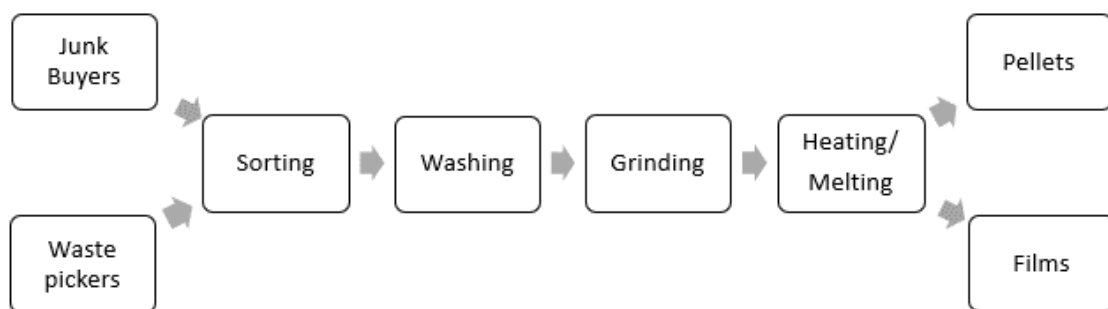 Junk
Buyers
Waste
pickers
Sorting
Washing
Grinding
Heating/
Melting
Pellets
Films